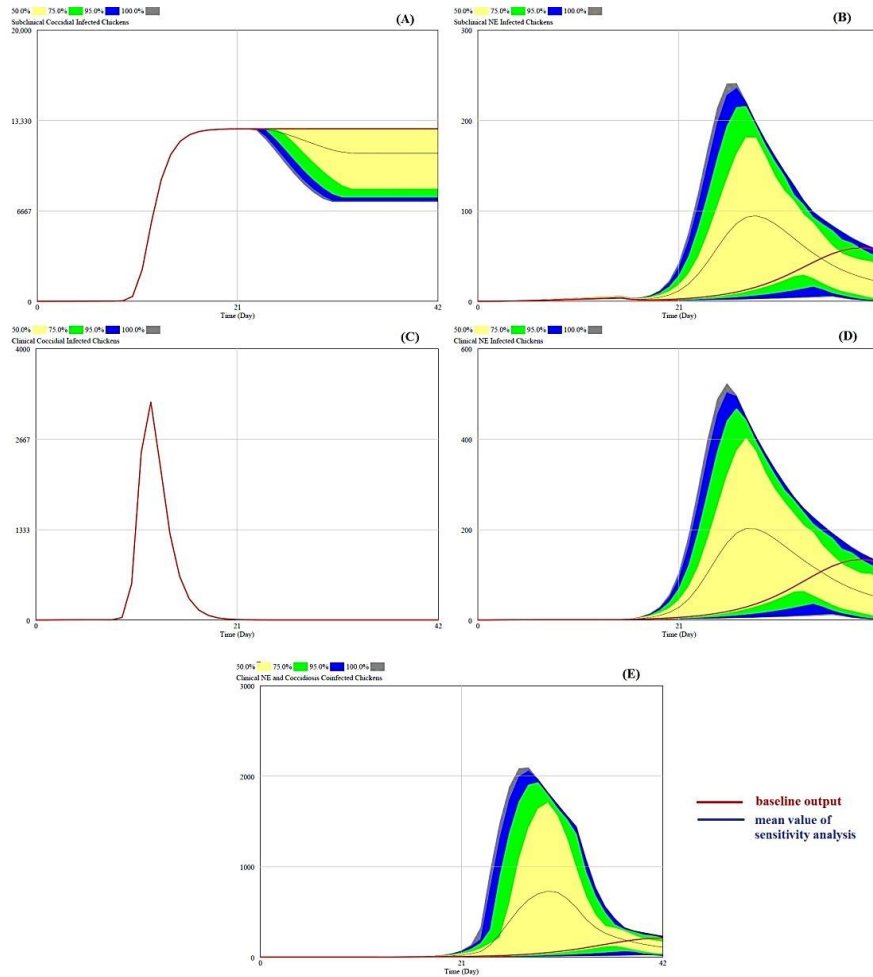 50.0% 75.0% 95.0% 100.0%
Subclinical Coccidial Infected Chickens
(A)
20,000
13,330
6667
0
0 21 42
Time (Day)
50.0% 75.0% 95.0% 100.0%
Subclinical NE Infected Chickens
(B)
300
200
100
0
0 21
Time (Day)
50.0% 75.0% 95.0% 100.0%
Clinical Coccidial Infected Chickens
(C)
4000
2667
1333
0
0 21 42
Time (Day)
50.0% 75.0% 95.0% 100.0%
Clinical NE Infected Chickens
(D)
600
400
200
0
0 21
Time (Day)
50.0% 75.0% 95.0% 100.0%
Clinical NE and Coccidiosis Coinfected Chickens
(E)
3000
2000
1000
0
0 21 42
Time (Day)
baseline output
mean value of
sensitivity analysis